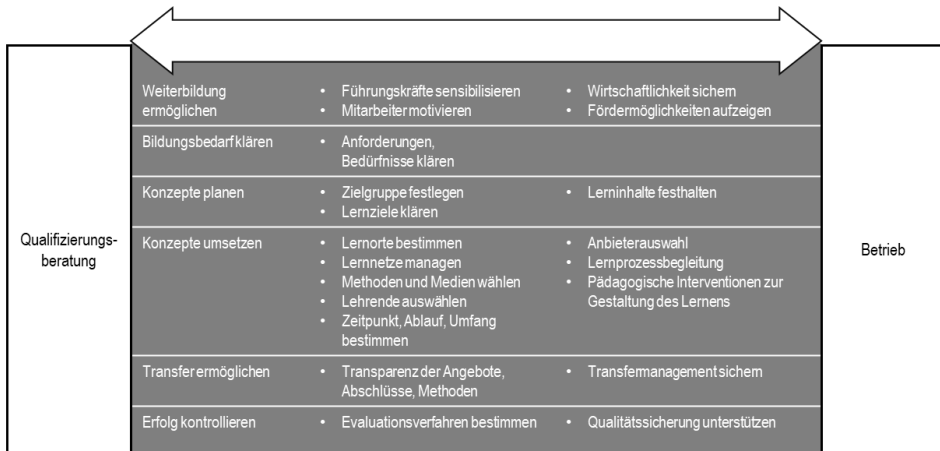 Qualifizierungs-
beratung
Weiterbildung
ermöglichen
• Führungskräfte sensibilisieren
• Mitarbeiter motivieren
• Wirtschaftlichkeit sichern
• Fördermöglichkeiten aufzeigen
Bildungsbedarf klären
• Anforderungen,
Bedürfnisse klären
Konzepte planen
• Zielgruppe festlegen
• Lernziele klären
• Lerninhalte festhalten
Konzepte umsetzen
• Lernorte bestimmen
• Lernnetze managen
• Methoden und Medien wählen
• Lehrende auswählen
• Zeitpunkt, Ablauf, Umfang
bestimmen
• Anbieterauswahl
• Lernprozessbegleitung
• Pädagogische Interventionen zur
Gestaltung des Lernens
Transfer ermöglichen
• Transparenz der Angebote,
Abschlüsse, Methoden
• Transfermanagement sichern
Erfolg kontrollieren
• Evaluationsverfahren bestimmen
• Qualitätssicherung unterstützen
Betrieb